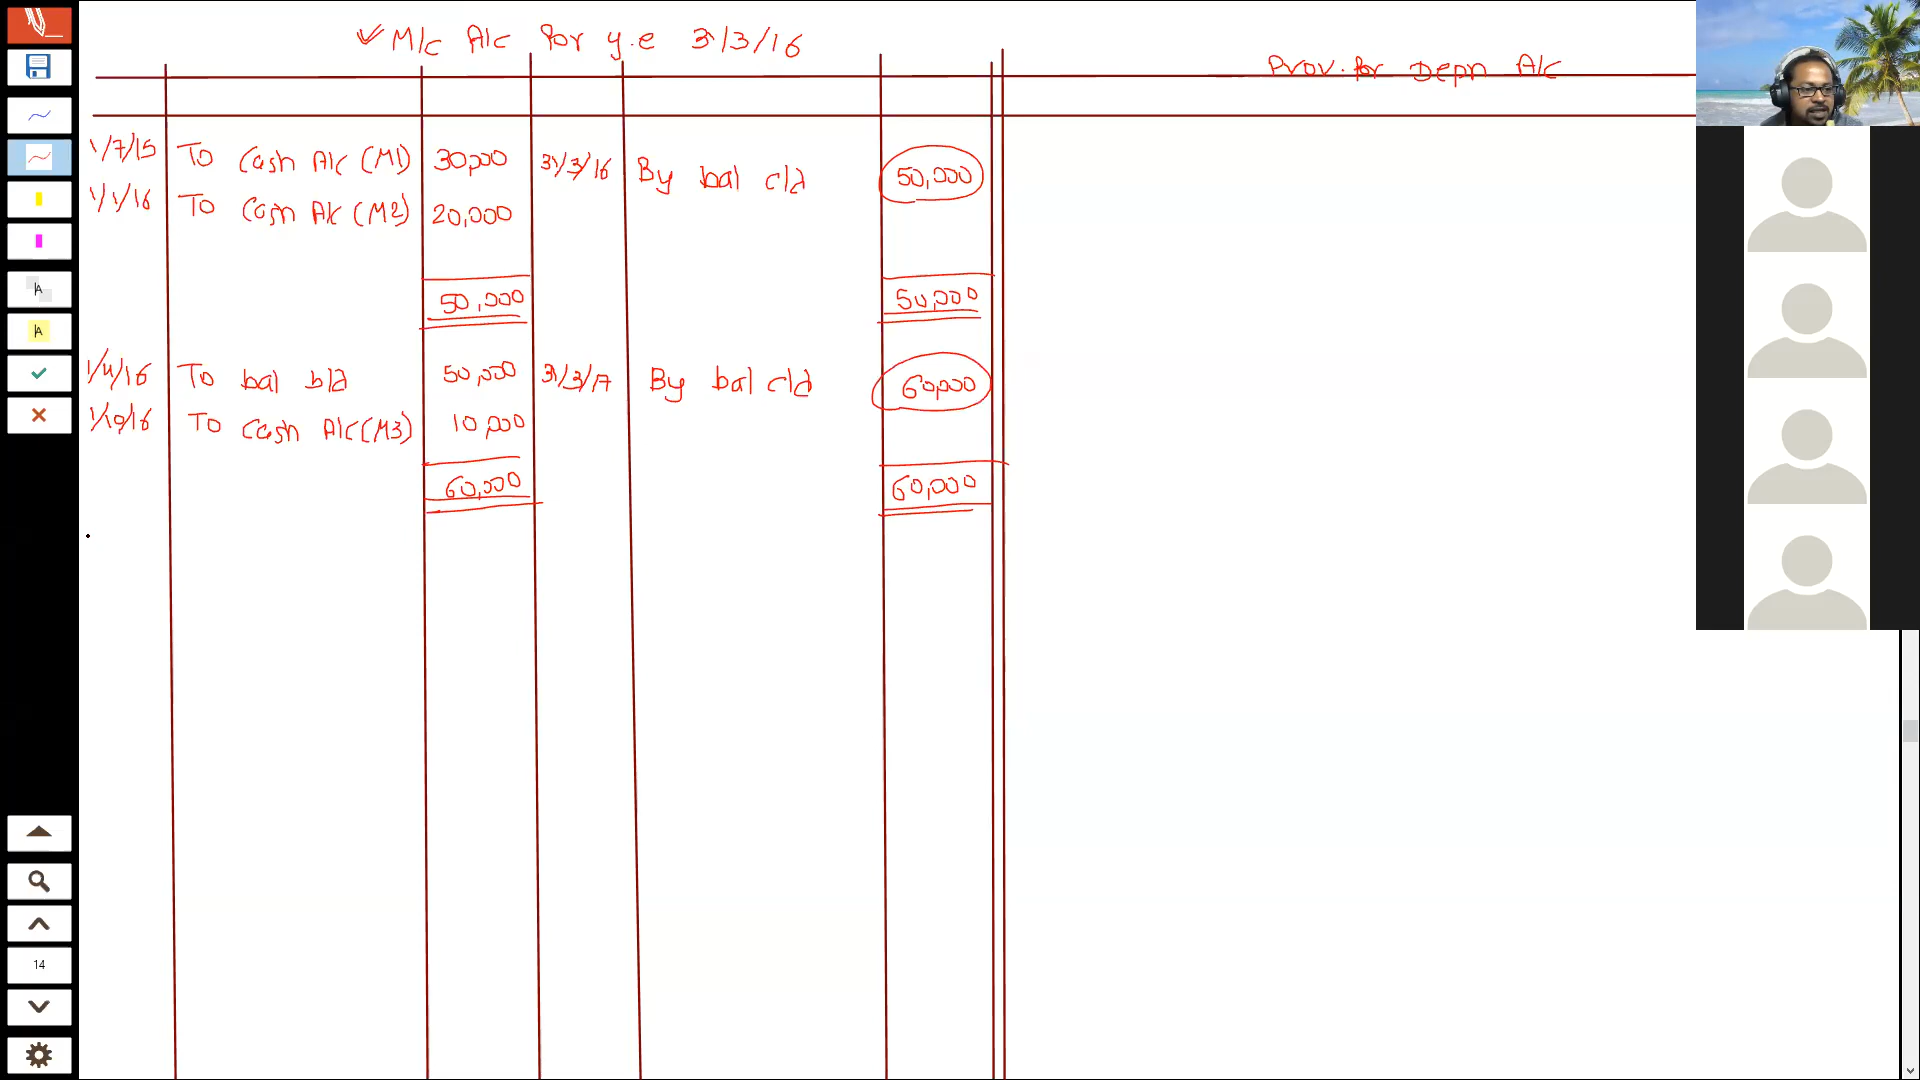 ✓ M/c A/c for y.e 31/3/16
Prov. for Depn A/c
1/7/15 To Cash A/c (M1) 30,000 31/3/16 By bal c/d 50,000
1/1/16 To Cash A/c (M2) 20,000
50,000 50,000
1/4/16 To bal b/d 50,000 31/3/17 By bal c/d 60,000
1/10/16 To Cash A/c (M3) 10,000
60,000 60,000
A
A
14